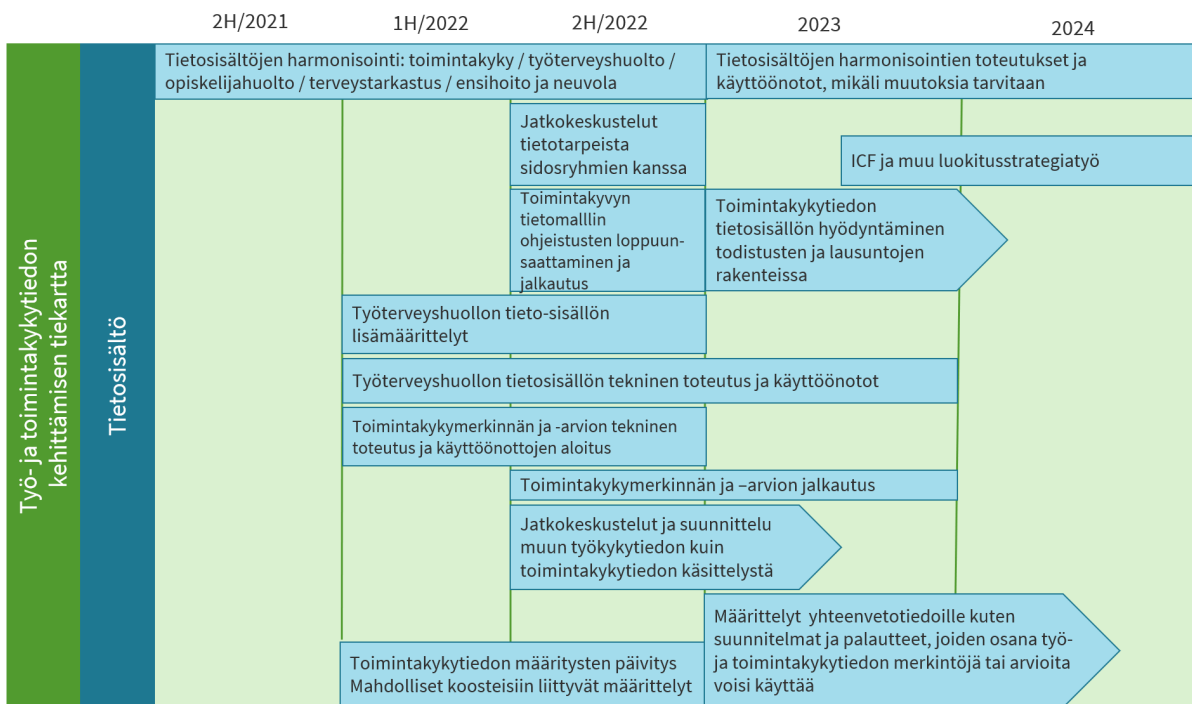 2H/2021
1H/2022
2H/2022
2023
2024
Työ- ja toimintakykytiedon
kehittämisen tiekartta
Tietosisältö
Tietosisältöjen harmonisointi: toimintakyky / työterveyshuolto /
opiskelijahuolto / terveystarkastus / ensihoito ja neuvola
Tietosisältöjen harmonisointien toteutukset ja
käyttöönotot, mikäli muutoksia tarvitaan
Jatkokeskustelut
tietotarpeista
sidosryhmien kanssa
ICF ja muu luokitusstrategiatyö
Toimintakyvyn
tietomalllin
ohjeistusten loppuun-
saattaminen ja
jalkautus
Toimintakykytiedon
tietosisällön hyödyntäminen
todistusten ja lausuntojen
rakenteissa
Työterveyshuollon tieto-sisällön
lisämäärittelyt
Työterveyshuollon tietosisällön tekninen toteutus ja käyttöönotot
Toimintakykymerkinnän ja -arvion tekninen
toteutus ja käyttöönottojen aloitus
Toimintakykymerkinnän ja –arvion jalkautus
Jatkokeskustelut ja suunnittelu
muun työkykytiedon kuin
toimintakykytiedon käsittelystä
Määrittelyt yhteenvetotiedoille kuten
suunnitelmat ja palautteet, joiden osana työ-
ja toimintakykytiedon merkintöjä tai arvioita
voisi käyttää
Toimintakykytiedon määritysten päivitys
Mahdolliset koosteisiin liittyvät määrittelyt